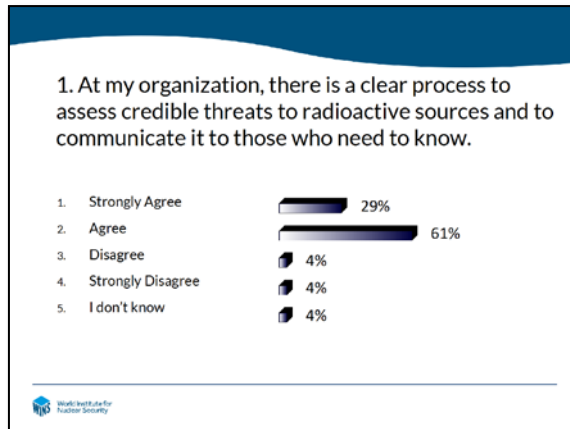 1. At my organization, there is a clear process to
assess credible threats to radioactive sources and to
communicate it to those who need to know.
1. Strongly Agree 29%
2. Agree 61%
3. Disagree 4%
4. Strongly Disagree 4%
5. I don't know 4%
WINS World Institute for
Nuclear Security